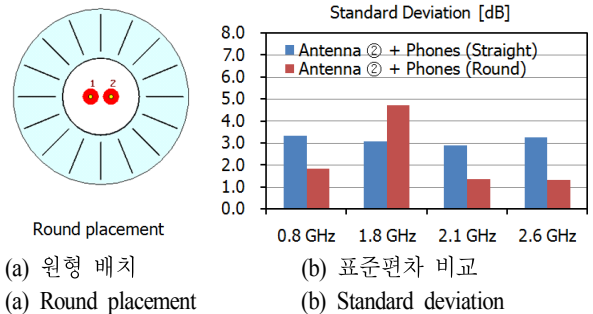 1 2
Round placement
Standard Deviation [dB]
8.0
7.0
6.0
5.0
4.0
3.0
2.0
1.0
0.0
Antenna ② + Phones (Straight)
Antenna ② + Phones (Round)
0.8 GHz 1.8 GHz 2.1 GHz 2.6 GHz
(a) 원형 배치 (b) 표준편차 비교
(a) Round placement (b) Standard deviation